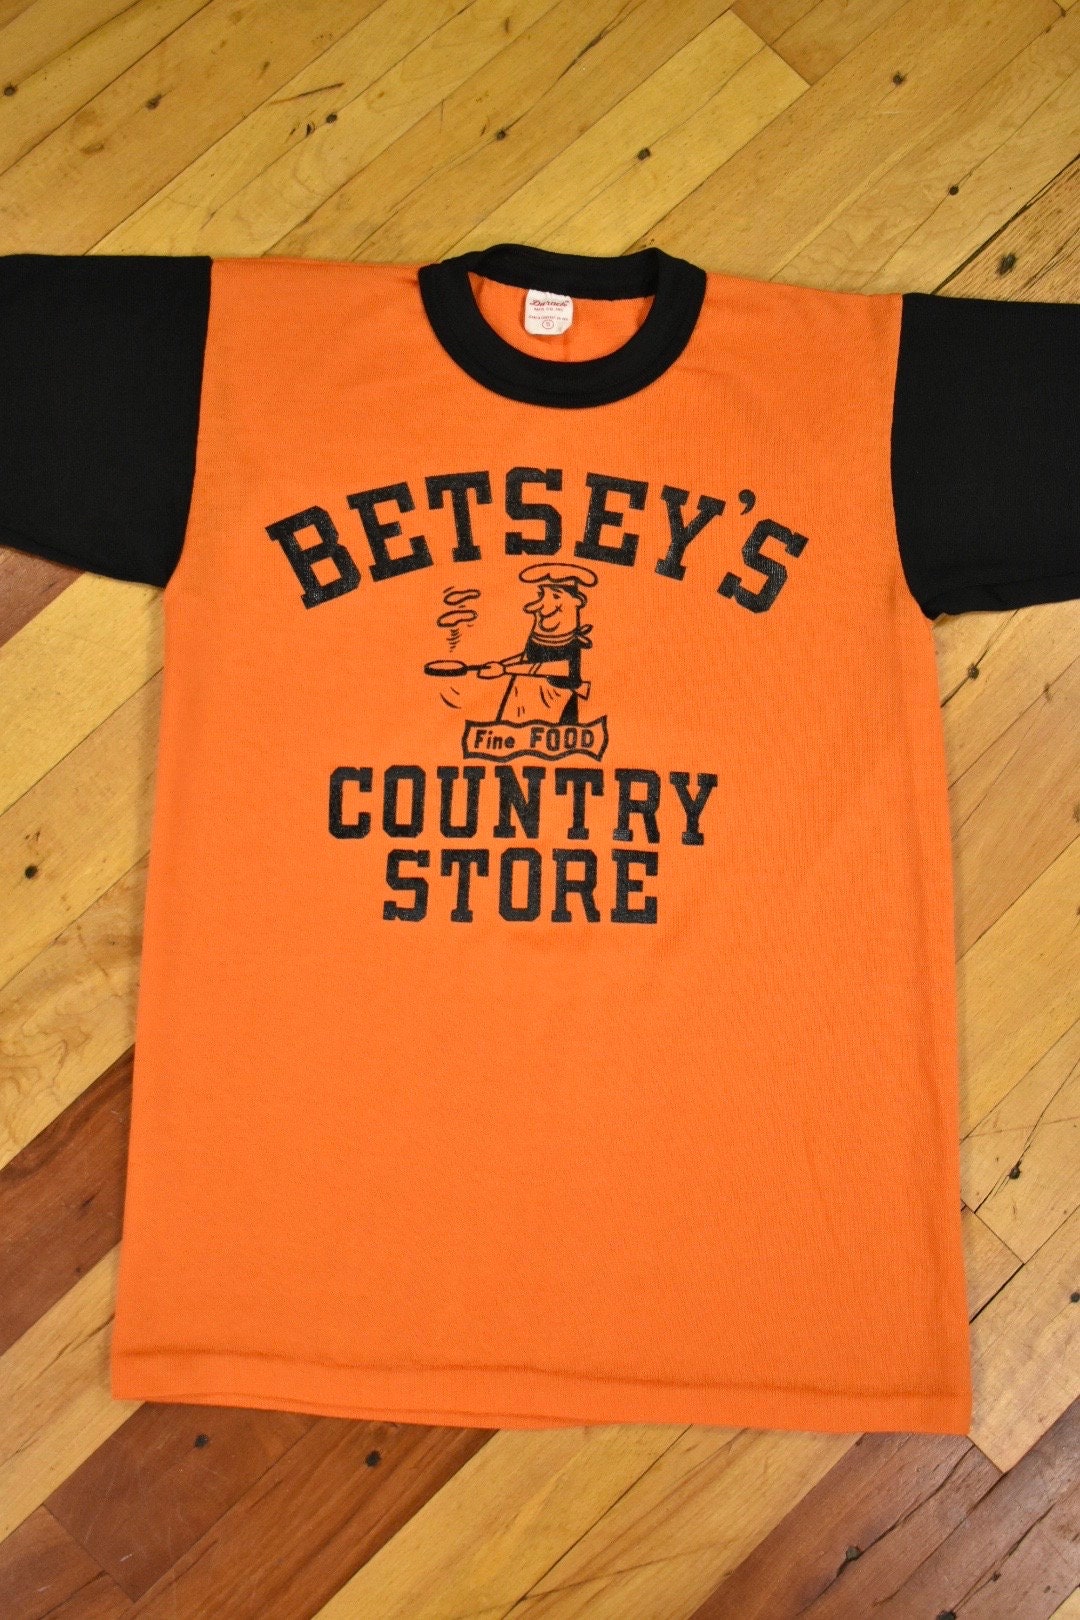 BETSEY'S
Fine FOOD
COUNTRY
STORE
S